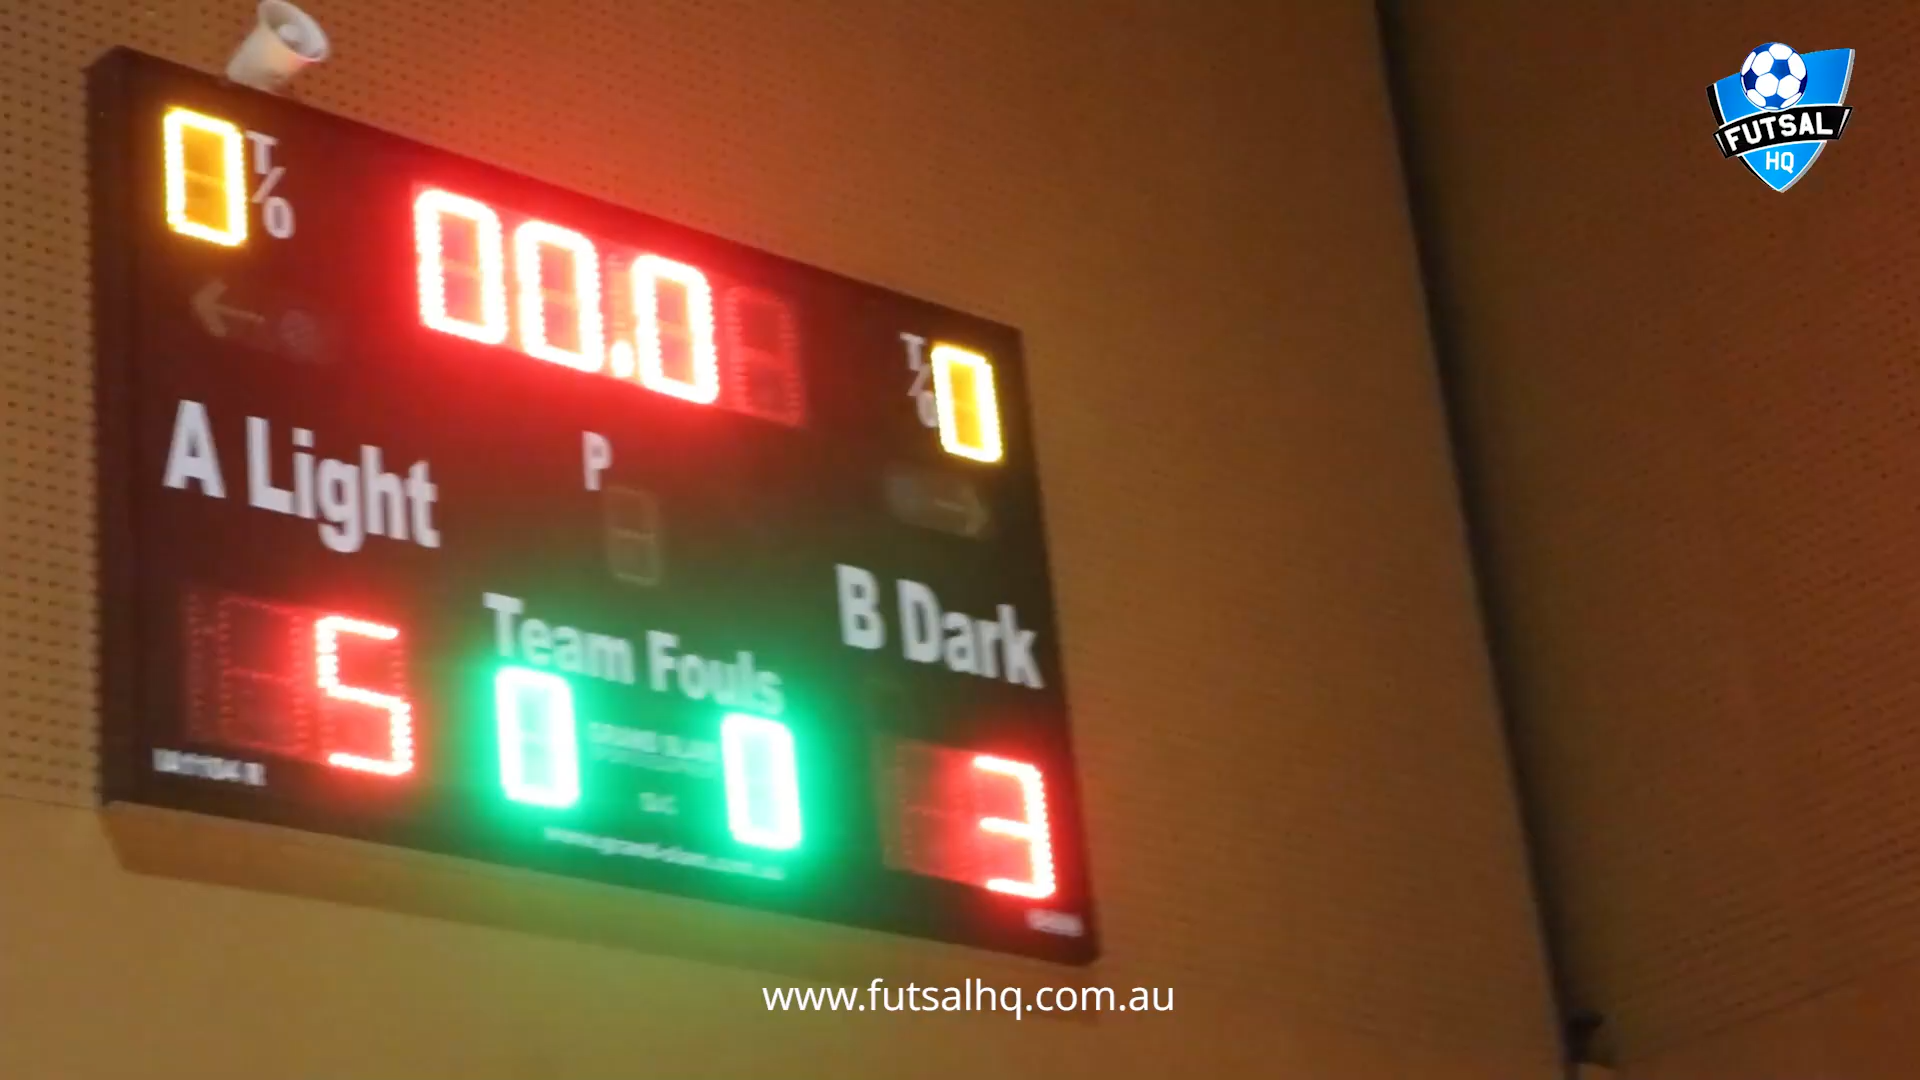 0 T/O
00.0
T/O 0
A Light
P
B Dark
Team Fouls
5
0
0
3
FUTSAL
HQ
www.futsalhq.com.au